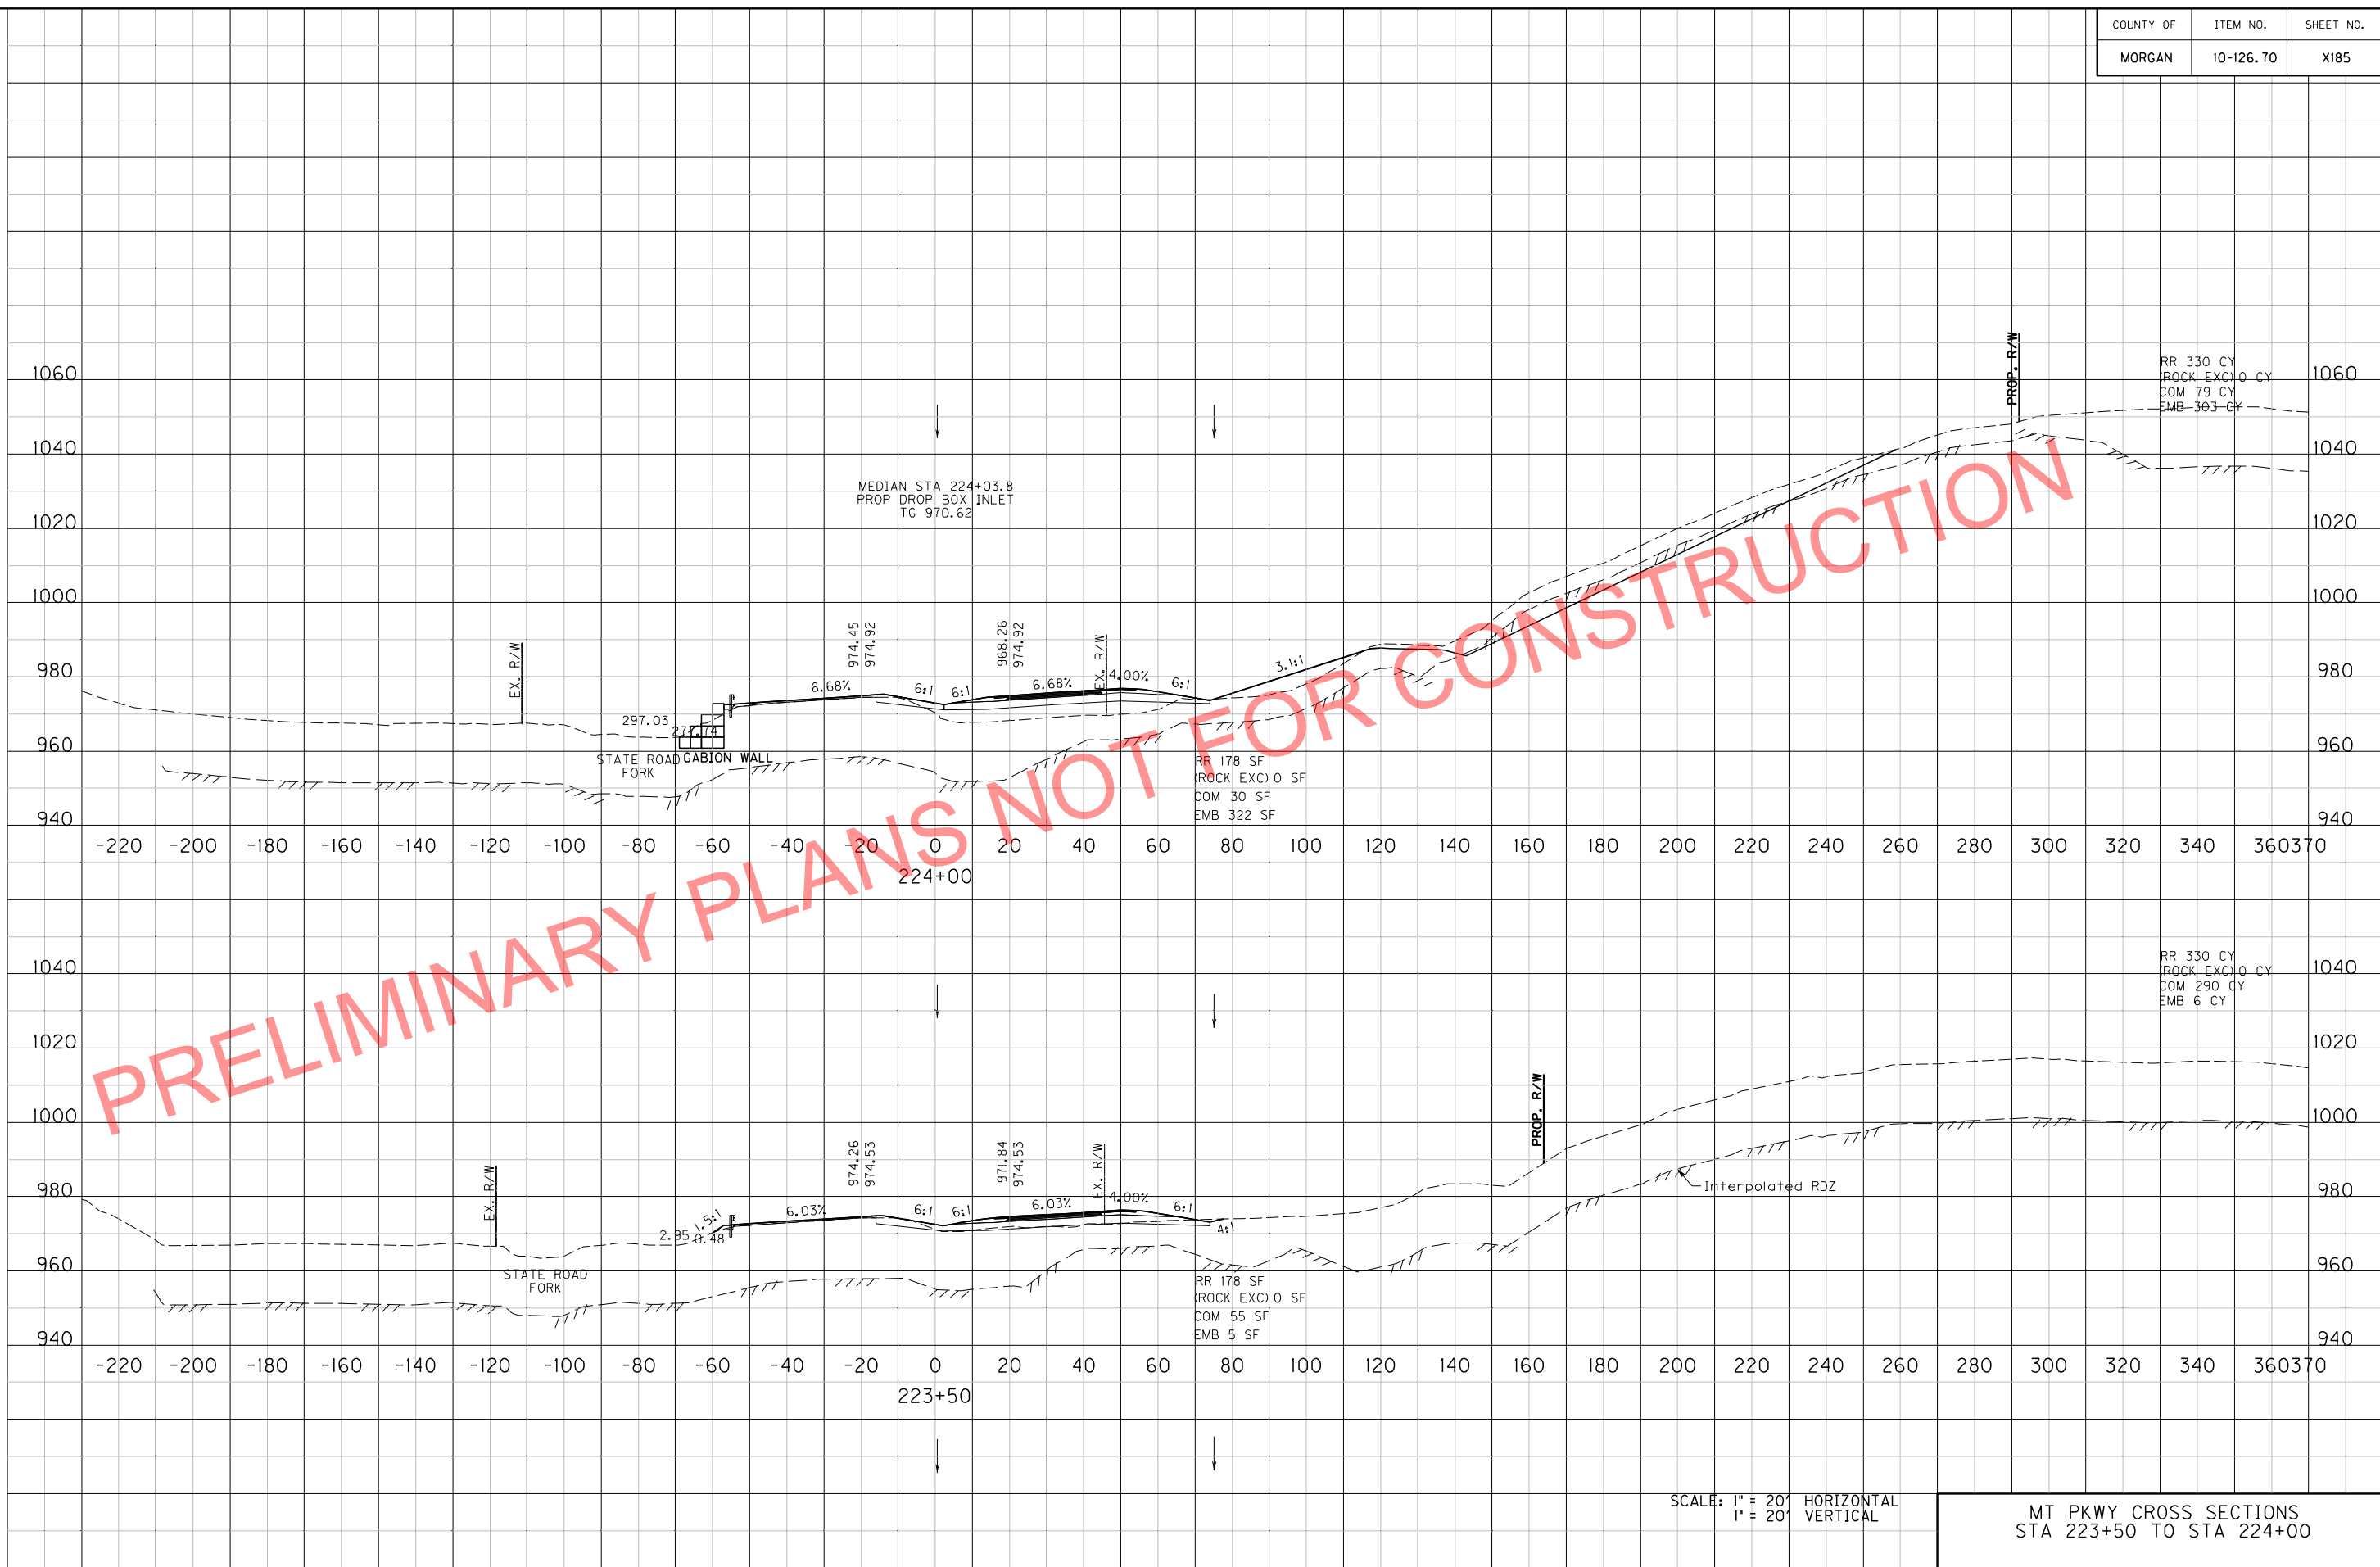 COUNTY OF ITEM NO. SHEET NO.
MORGAN 10-126.70 X185
PROP. R/W
RR 330 CY
(ROCK EXC) 0 CY
COM 79 CY
EMB 303 CY
1060 1060
1040 1040
MEDIAN STA 224+03.8
PROP DROP BOX INLET
TG 970.62
1020 1020
1000 1000
EX. R/W
974.45
974.92
968.26
974.92
EX. R/W
980 980
6.68% 6:1 6:1 6.68% 4.00% 6:1 3.1:1
297.03
277.74
960 960
STATE ROAD
FORK
GABION WALL
RR 178 SF
(ROCK EXC) 0 SF
COM 30 SF
EMB 322 SF
940 940
-220 -200 -180 -160 -140 -120 -100 -80 -60 -40 -20 0 20 40 60 80 100 120 140 160 180 200 220 240 260 280 300 320 340 360 370
224+00
PRELIMINARY PLANS NOT FOR CONSTRUCTION
RR 330 CY
(ROCK EXC) 0 CY
COM 290 CY
EMB 6 CY
1040 1040
1020 1020
PROP. R/W
1000 1000
EX. R/W
974.26
974.53
971.84
974.53
EX. R/W
980 980
Interpolated RDZ
2.95 1.5:1
0.48
6.03% 6:1 6:1 6.03% 4.00% 6:1
4:1
960 960
STATE ROAD
FORK
RR 178 SF
(ROCK EXC) 0 SF
COM 55 SF
EMB 5 SF
940 940
-220 -200 -180 -160 -140 -120 -100 -80 -60 -40 -20 0 20 40 60 80 100 120 140 160 180 200 220 240 260 280 300 320 340 360 370
223+50
SCALE: 1" = 20' HORIZONTAL
1" = 20' VERTICAL
MT PKWY CROSS SECTIONS
STA 223+50 TO STA 224+00